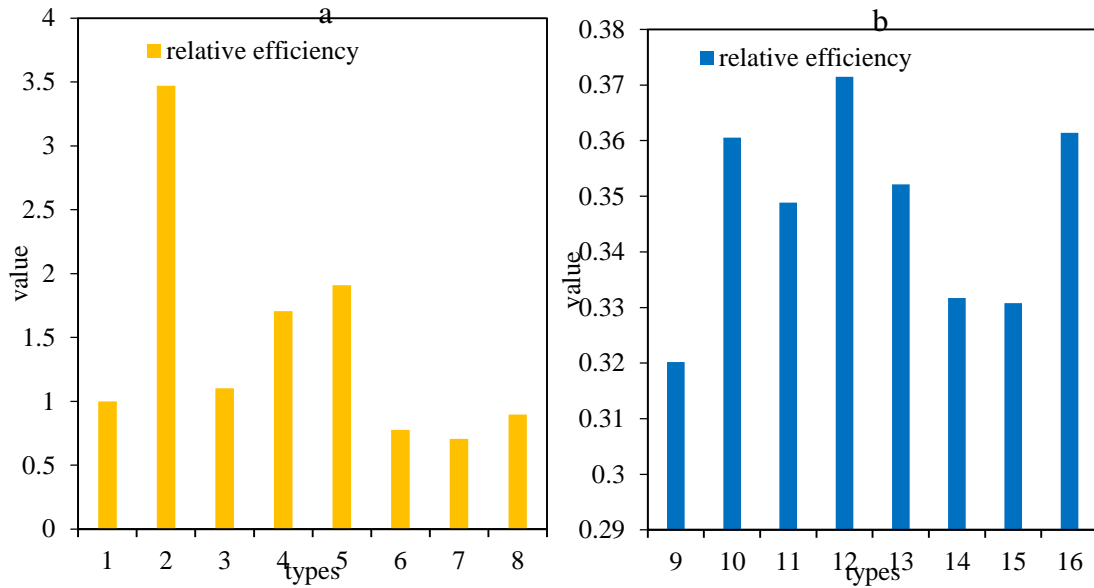 a
relative efficiency
value
4
3.5
3
2.5
2
1.5
1
0.5
0
1 2 3 4 5 6 7 8
types
b
relative efficiency
value
0.38
0.37
0.36
0.35
0.34
0.33
0.32
0.31
0.3
0.29
9 10 11 12 13 14 15 16
types